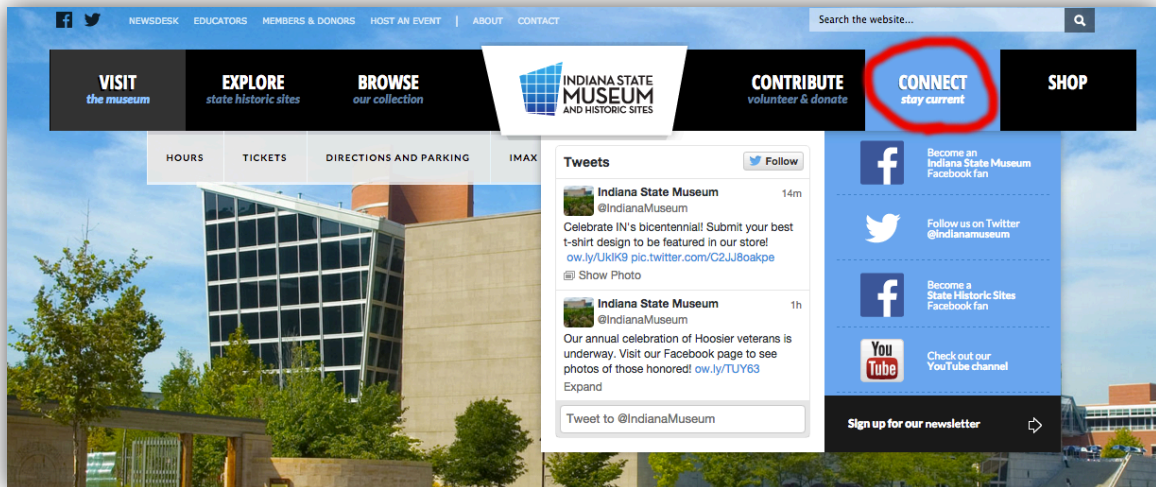 NEWSDESK EDUCATORS MEMBERS & DONORS HOST AN EVENT | ABOUT CONTACT
Search the website...
VISIT
the museum
EXPLORE
state historic sites
BROWSE
our collection
INDIANA STATE
MUSEUM
AND HISTORIC SITES
CONTRIBUTE
volunteer & donate
CONNECT
stay current
SHOP
HOURS TICKETS DIRECTIONS AND PARKING IMAX
Tweets
Follow
Indiana State Museum 14m
@IndianaMuseum
Celebrate IN's bicentennial! Submit your best
t-shirt design to be featured in our store!
ow.ly/UkIK9 pic.twitter.com/C2JJ8oakpe
Show Photo
Indiana State Museum 1h
@IndianaMuseum
Our annual celebration of Hoosier veterans is
underway. Visit our Facebook page to see
photos of those honored! ow.ly/TUY63
Expand
Tweet to @IndianaMuseum
Become an
Indiana State Museum
Facebook fan
Follow us on Twitter
@Indianamuseum
Become a
State Historic Sites
Facebook fan
You
Tube
Check out our
YouTube channel
Sign up for our newsletter